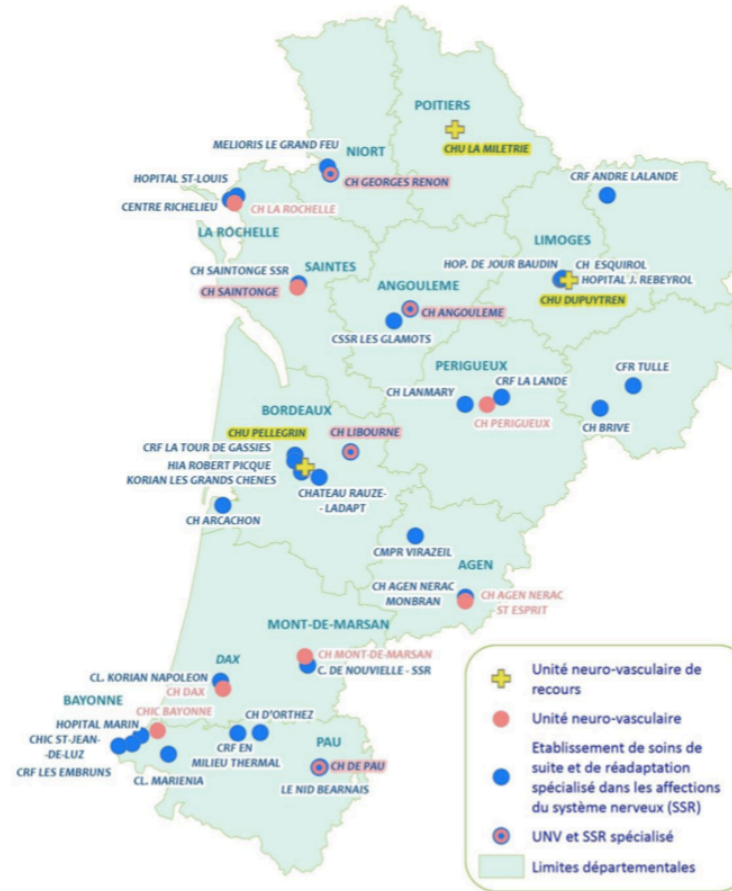 POITIERS
CHU LA MILETRIE
MELIORIS LE GRAND FEU
NIORT
CH GEORGES RENON
HOPITAL ST-LOUIS
CENTRE RICHELIEU
CH LA ROCHELLE
LA ROCHELLE
CRF ANDRE LALANDE
LIMOGES
HOP. DE JOUR BAUDIN
CH ESQUIROL
HOPITAL J. REBEYROL
CHU DUPUYTREN
CH SAINTONGE SSR
SAINTES
CH SAINTONGE
ANGOULEME
CH ANGOULEME
CSSR LES GLAMOTS
PERIGUEUX
CH LANMARY
CRF LA LANDE
CH PERIGUEUX
CFR TULLE
CH BRIVE
BORDEAUX
CHU PELLEGRIN
CH LIBOURNE
CRF LA TOUR DE GASSIES
HIA ROBERT PICQUE
KORIAN LES GRANDS CHENES
CHATEAU RAUZE-
- LADAPT
CH ARCACHON
CMPR VIRAZEIL
AGEN
CH AGEN NERAC
MONBRAN
CH AGEN NERAC
ST ESPRIT
MONT-DE-MARSAN
CH MONT-DE-MARSAN
C. DE NOUVIELLE - SSR
DAX
CL. KORIAN NAPOLEON
CH DAX
BAYONNE
CHIC BAYONNE
HOPITAL MARIN
CHIC ST-JEAN-
-DE-LUZ
CRF LES EMBRUNS
CL. MARIENIA
CH D'ORTHEZ
CRF EN
MILIEU THERMAL
PAU
CH DE PAU
LE NID BEARNAIS
Unité neuro-vasculaire de
recours
Unité neuro-vasculaire
Etablissement de soins de
suite et de réadaptation
spécialisé dans les affections
du système nerveux (SSR)
UNV et SSR spécialisé
Limites départementales